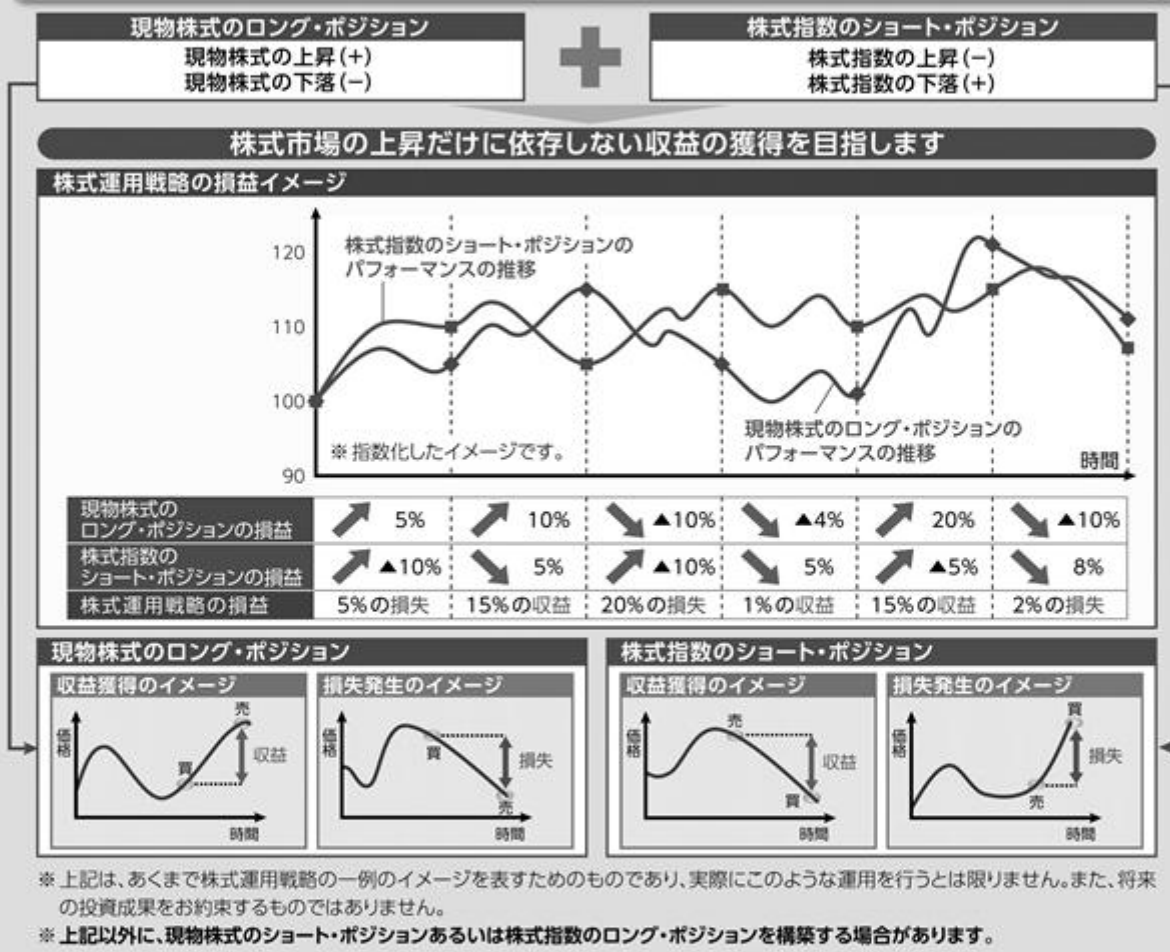 現物株式のロング・ポジション
現物株式の上昇(+)
現物株式の下落(−)
株式指数のショート・ポジション
株式指数の上昇(−)
株式指数の下落(+)
株式市場の上昇だけに依存しない収益の獲得を目指します
株式運用戦略の損益イメージ
120
110
100
90
株式指数のショート・ポジションの
パフォーマンスの推移
現物株式のロング・ポジションの
パフォーマンスの推移
※ 指数化したイメージです。
時間
現物株式の
ロング・ポジションの損益
5% 10% ▲10% ▲4% 20% ▲10%
株式指数の
ショート・ポジションの損益
▲10% 5% ▲10% 5% ▲5% 8%
株式運用戦略の損益 5%の損失 15%の収益 20%の損失 1%の収益 15%の収益 2%の損失
現物株式のロング・ポジション
収益獲得のイメージ
価格
売
買
収益
時間
損失発生のイメージ
価格
買
売
損失
時間
株式指数のショート・ポジション
収益獲得のイメージ
価格
売
買
収益
時間
損失発生のイメージ
価格
買
売
損失
時間
※ 上記は、あくまで株式運用戦略の一例のイメージを表すためのものであり、実際にこのような運用を行うとは限りません。また、将来
の投資成果をお約束するものではありません。
※ 上記以外に、現物株式のショート・ポジションあるいは株式指数のロング・ポジションを構築する場合があります。